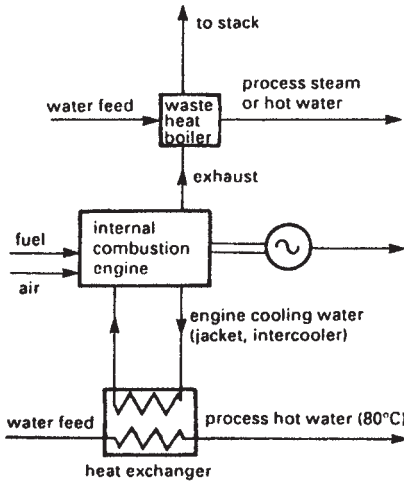 to stack
process steam
or hot water
water feed
waste
heat
boiler
exhaust
fuel
air
internal
combustion
engine
engine cooling water
(jacket, intercooler)
water feed
process hot water (80°C)
heat exchanger